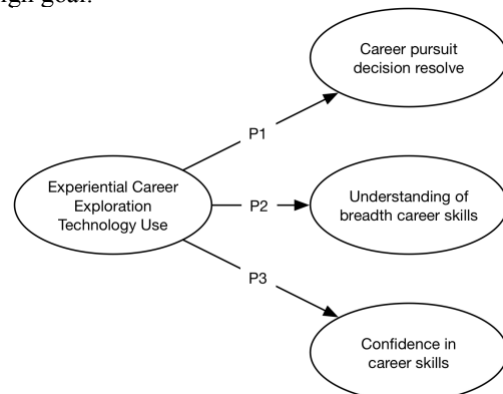 Career pursuit
decision resolve
P1
Experiential Career
Exploration
Technology Use
P2
Understanding of
breadth career skills
P3
Confidence in
career skills